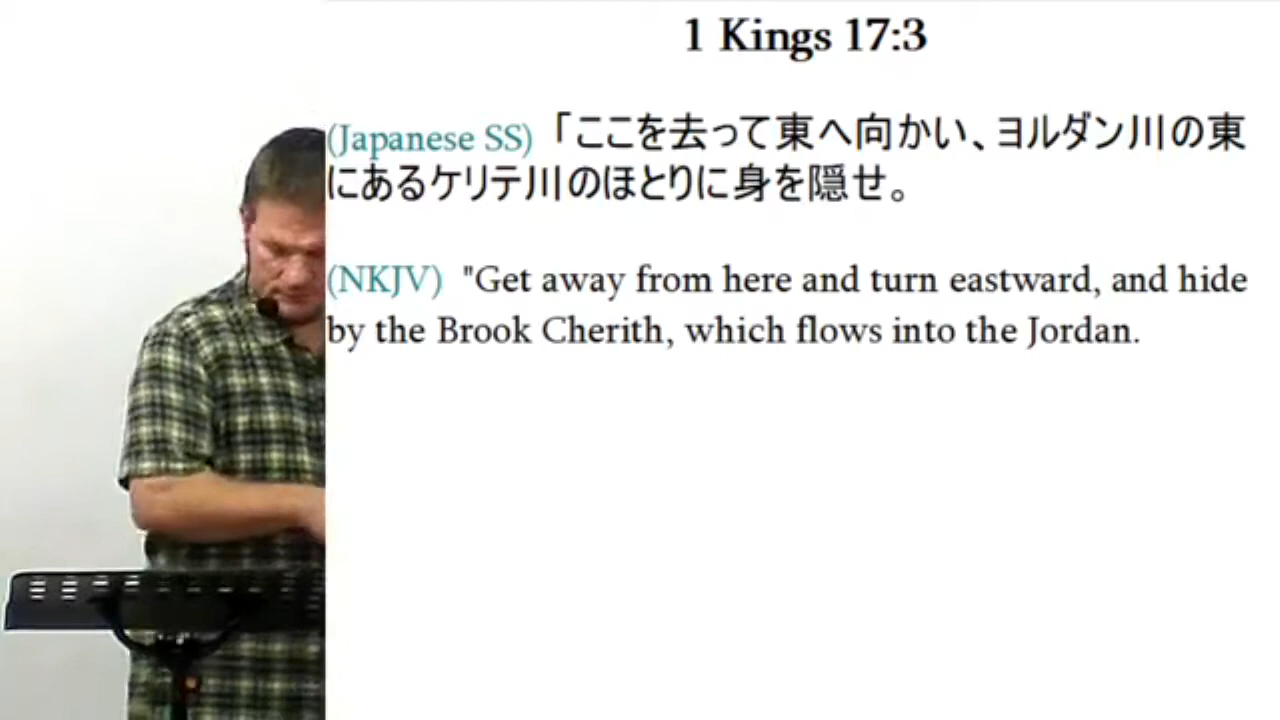 1 Kings 17:3
(Japanese SS) 「ここを去って東へ向かい、ヨルダン川の東
にあるケリテ川のほとりに身を隠せ。
(NKJV) "Get away from here and turn eastward, and hide
by the Brook Cherith, which flows into the Jordan.